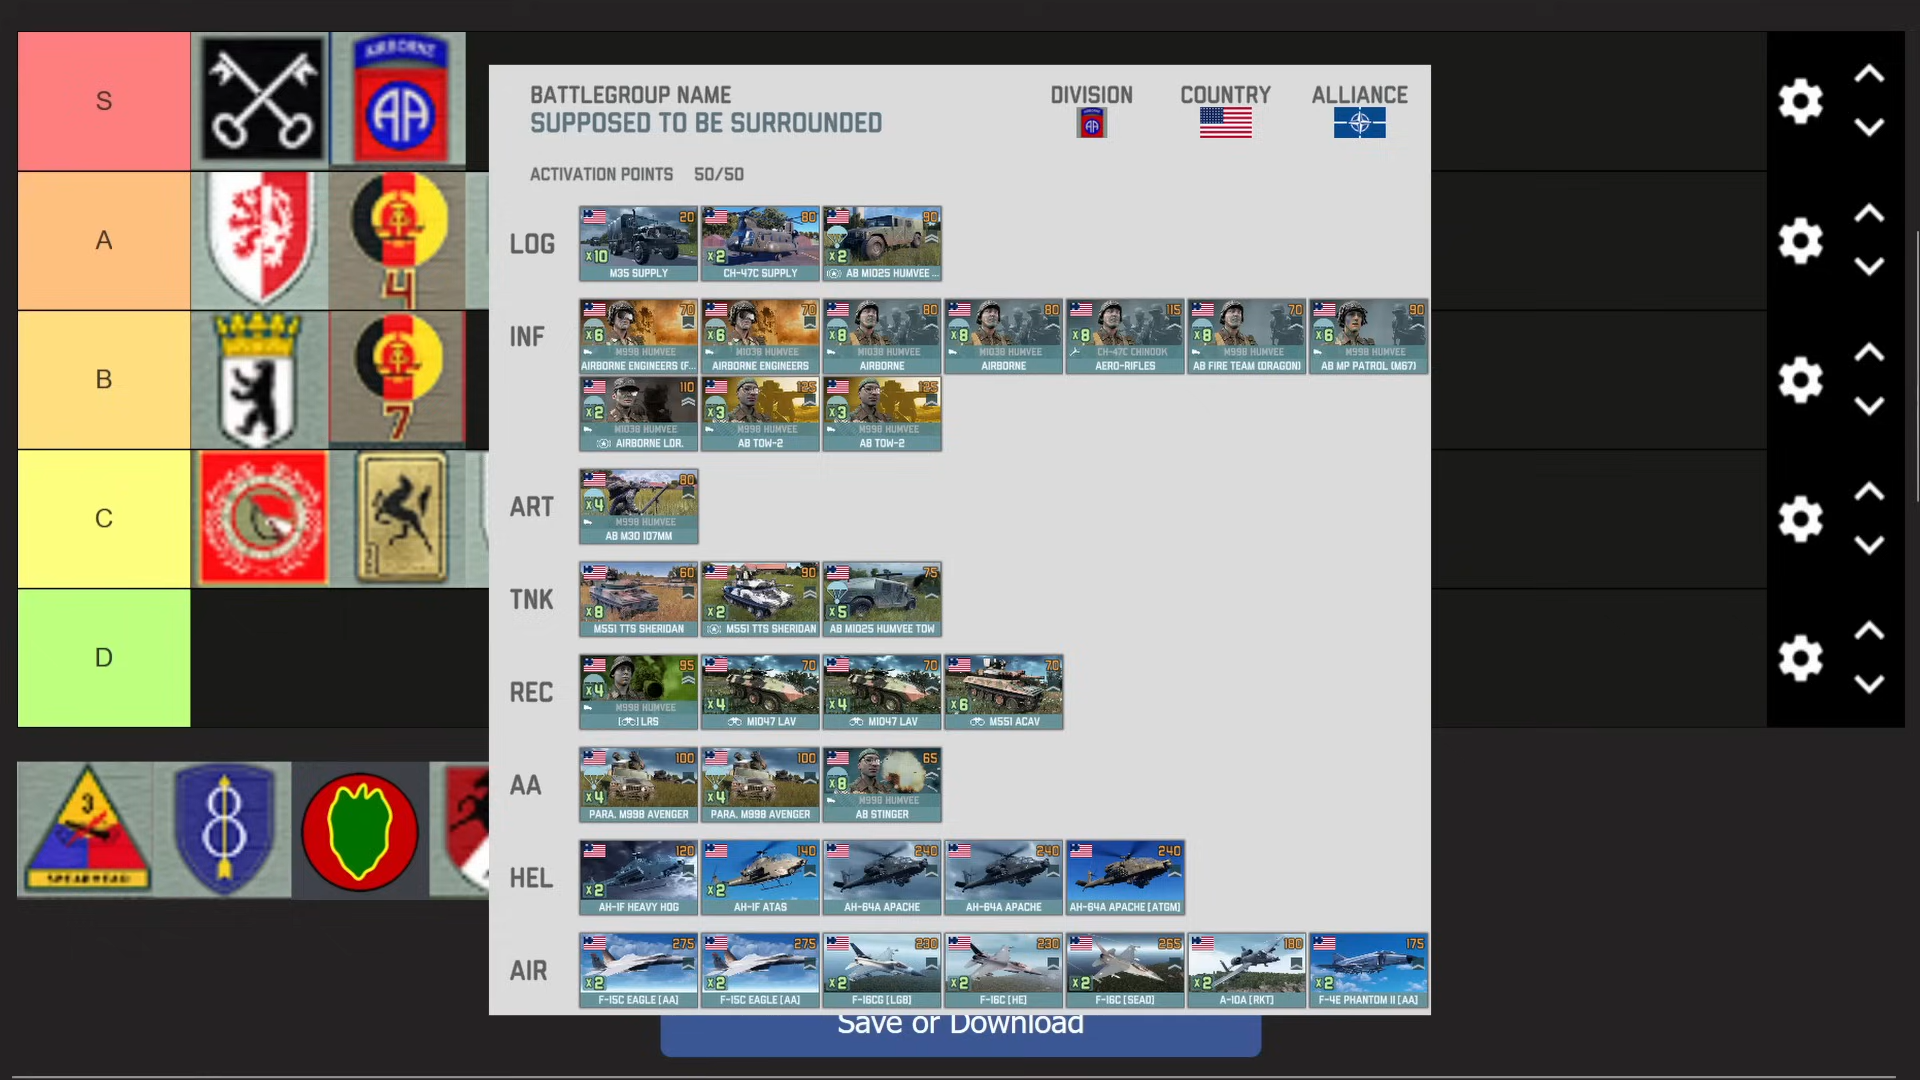 S
AIRBORNE
AA
A
4
B
7
C
D
3
SPEARHEAD
BATTLEGROUP NAME
SUPPOSED TO BE SURROUNDED
DIVISION
COUNTRY
ALLIANCE
ACTIVATION POINTS 50/50
LOG
20 x10 M35 SUPPLY
80 x2 CH-47C SUPPLY
90 x2 AB M1025 HUMVEE ...
INF
70 x6 M998 HUMVEE AIRBORNE ENGINEERS (F...
70 x6 M1038 HUMVEE AIRBORNE ENGINEERS
80 x8 M1038 HUMVEE AIRBORNE
80 x8 M1038 HUMVEE AIRBORNE
115 x8 CH-47C CHINOOK AERO-RIFLES
70 x8 M998 HUMVEE AB FIRE TEAM (DRAGON)
90 x6 M998 HUMVEE AB MP PATROL (M67)
110 x2 M1038 HUMVEE AIRBORNE LDR.
125 x3 M998 HUMVEE AB TOW-2
125 x3 M998 HUMVEE AB TOW-2
ART
80 x4 M998 HUMVEE AB M30 107MM
TNK
60 x8 M551 TTS SHERIDAN
90 x2 M551 TTS SHERIDAN
75 x5 AB M1025 HUMVEE TOW
REC
95 x4 M998 HUMVEE LRS
70 x4 M1047 LAV
70 x4 M1047 LAV
70 x6 M551 ACAV
AA
100 x4 PARA. M998 AVENGER
100 x4 PARA. M998 AVENGER
65 x8 M998 HUMVEE AB STINGER
HEL
120 x2 AH-1F HEAVY HOG
140 x2 AH-1F ATAS
240 AH-64A APACHE
240 AH-64A APACHE
240 AH-64A APACHE [ATGM]
AIR
275 x2 F-15C EAGLE [AA]
275 x2 F-15C EAGLE [AA]
230 x2 F-16CG [LGB]
230 x2 F-16C [HE]
265 x2 F-16C [SEAD]
180 x2 A-10A [RKT]
175 x2 F-4E PHANTOM II [AA]
Save or Download